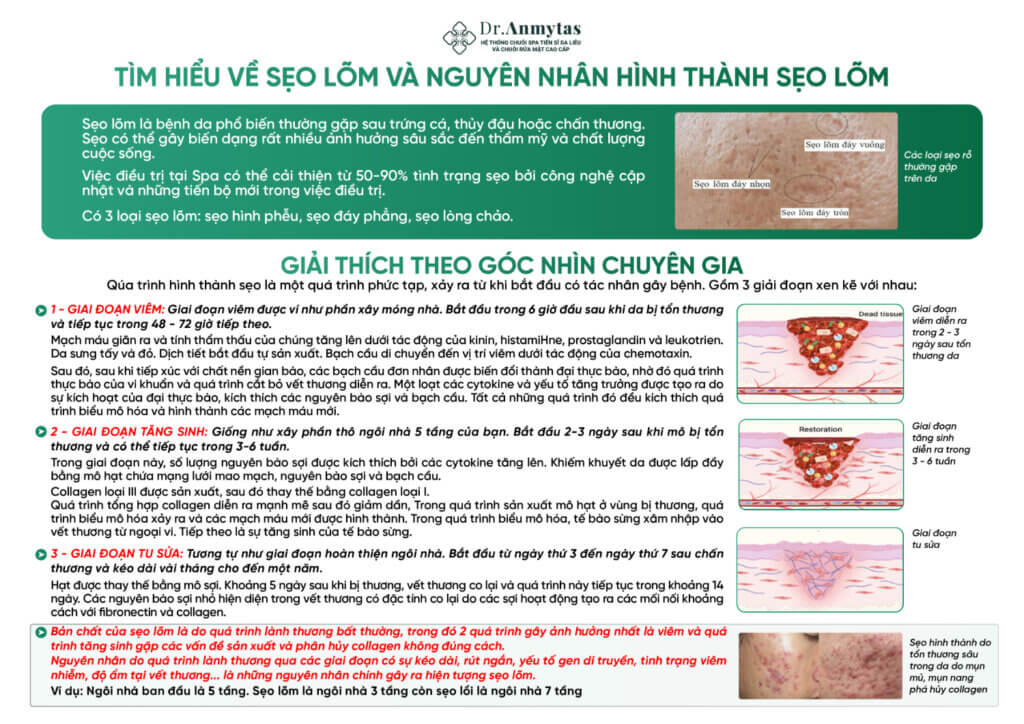 Dr.Anmytas
HỆ THỐNG CHUỖI SPA TIẾN SĨ DA LIỄU
VÀ CHUỖI RỬA MẶT CAO CẤP
TÌM HIỂU VỀ SẸO LÕM VÀ NGUYÊN NHÂN HÌNH THÀNH SẸO LÕM
Sẹo lõm là bệnh da phổ biến thường gặp sau trứng cá, thủy đậu hoặc chấn thương.
Sẹo có thể gây biến dạng rất nhiều ảnh hưởng sâu sắc đến thẩm mỹ và chất lượng
cuộc sống.
Việc điều trị tại Spa có thể cải thiện từ 50-90% tình trạng sẹo bởi công nghệ cập
nhật và những tiến bộ mới trong việc điều trị.
Có 3 loại sẹo lõm: sẹo hình phễu, sẹo đáy phẳng, sẹo lòng chảo.
Sẹo lõm đáy vuông
Sẹo lõm đáy nhọn
Sẹo lõm đáy tròn
Các loại sẹo rỗ
thường gặp
trên da
GIẢI THÍCH THEO GÓC NHÌN CHUYÊN GIA
Qúa trình hình thành sẹo là một quá trình phức tạp, xảy ra từ khi bắt đầu có tác nhân gây bệnh. Gồm 3 giai đoạn xen kẽ với nhau:
1 - GIAI ĐOẠN VIÊM: Giai đoạn viêm được ví như phần xây móng nhà. Bắt đầu trong 6 giờ đầu sau khi da bị tổn thương
và tiếp tục trong 48 - 72 giờ tiếp theo.
Mạch máu giãn ra và tính thẩm thấu của chúng tăng lên dưới tác động của kinin, histamiHne, prostaglandin và leukotrien.
Da sưng tấy và đỏ. Dịch tiết bắt đầu tự sản xuất. Bạch cầu di chuyển đến vị trí viêm dưới tác động của chemotaxin.
Sau đó, sau khi tiếp xúc với chất nền gian bào, các bạch cầu đơn nhân được biến đổi thành đại thực bào, nhờ đó quá trình
thực bào của vi khuẩn và quá trình cắt bỏ vết thương diễn ra. Một loạt các cytokine và yếu tố tăng trưởng được tạo ra do
sự kích hoạt của đại thực bào, kích thích các nguyên bào sợi và bạch cầu. Tất cả những quá trình đó đều kích thích quá
trình biểu mô hóa và hình thành các mạch máu mới.
Dead tissue
Giai đoạn
viêm diễn ra
trong 2 - 3
ngày sau tổn
thương da
2 - GIAI ĐOẠN TĂNG SINH: Giống như xây phần thô ngôi nhà 5 tầng của bạn. Bắt đầu 2-3 ngày sau khi mô bị tổn
thương và có thể tiếp tục trong 3-6 tuần.
Trong giai đoạn này, số lượng nguyên bào sợi được kích thích bởi các cytokine tăng lên. Khiếm khuyết da được lấp đầy
bằng mô hạt chứa mạng lưới mao mạch, nguyên bào sợi và bạch cầu.
Collagen loại III được sản xuất, sau đó thay thế bằng collagen loại I.
Quá trình tổng hợp collagen diễn ra mạnh mẽ sau đó giảm dần, Trong quá trình sản xuất mô hạt ở vùng bị thương, quá
trình biểu mô hóa xảy ra và các mạch máu mới được hình thành. Trong quá trình biểu mô hóa, tế bào sừng xâm nhập vào
vết thương từ ngoại vi. Tiếp theo là sự tăng sinh của tế bào sừng.
Restoration
Giai đoạn
tăng sinh
diễn ra trong
3 - 6 tuần
3 - GIAI ĐOẠN TU SỬA: Tương tự như giai đoạn hoàn thiện ngôi nhà. Bắt đầu từ ngày thứ 3 đến ngày thứ 7 sau chấn
thương và kéo dài vài tháng cho đến một năm.
Hạt được thay thế bằng mô sợi. Khoảng 5 ngày sau khi bị thương, vết thương co lại và quá trình này tiếp tục trong khoảng 14
ngày. Các nguyên bào sợi nhỏ hiện diện trong vết thương có đặc tính co lại do các sợi hoạt động tạo ra các mối nối khoảng
cách với fibronectin và collagen.
Giai đoạn
tu sửa
Bản chất của sẹo lõm là do quá trình lành thương bất thường, trong đó 2 quá trình gây ảnh hưởng nhất là viêm và quá
trình tăng sinh gặp các vấn đề sản xuất và phân hủy collagen không đúng cách.
Nguyên nhân do quá trình lành thương qua các giai đoạn có sự kéo dài, rút ngắn, yếu tố gen di truyền, tình trạng viêm
nhiễm, độ ẩm tại vết thương... là những nguyên nhân chính gây ra hiện tượng sẹo lõm.
Ví dụ: Ngôi nhà ban đầu là 5 tầng. Sẹo lõm là ngôi nhà 3 tầng còn sẹo lồi là ngôi nhà 7 tầng
Sẹo hình thành do
tổn thương sâu
trong da do mụn
mủ, mụn nang
phá hủy collagen